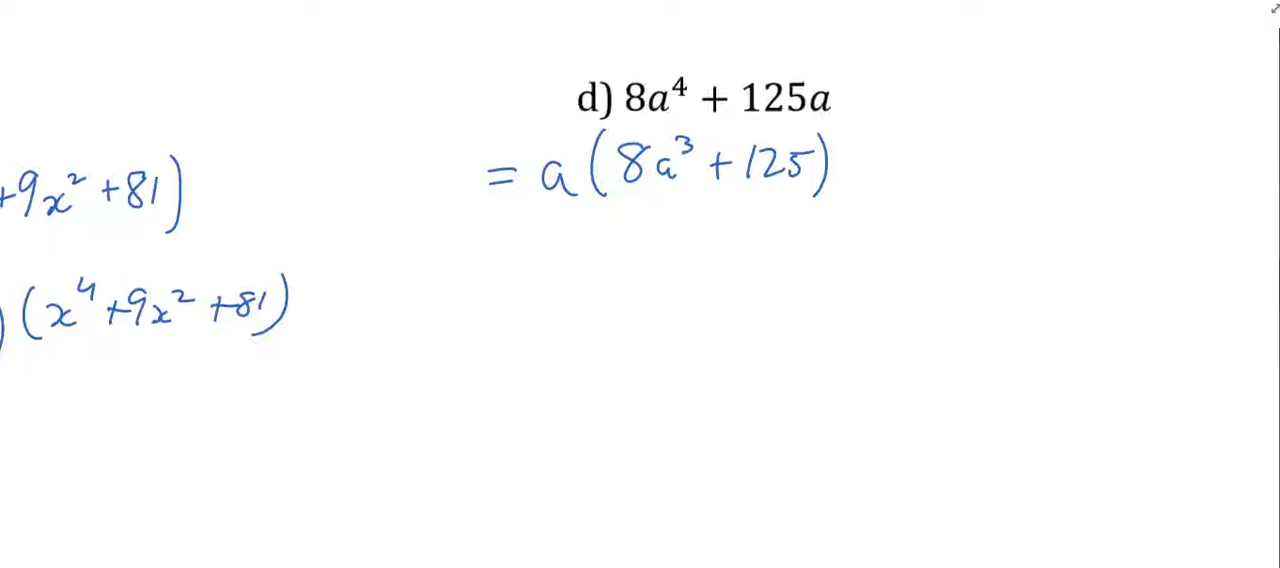 d) 8a⁴ + 125a
= a(8a³ + 125)
+9x² + 81)
) (x⁴ + 9x² + 81)